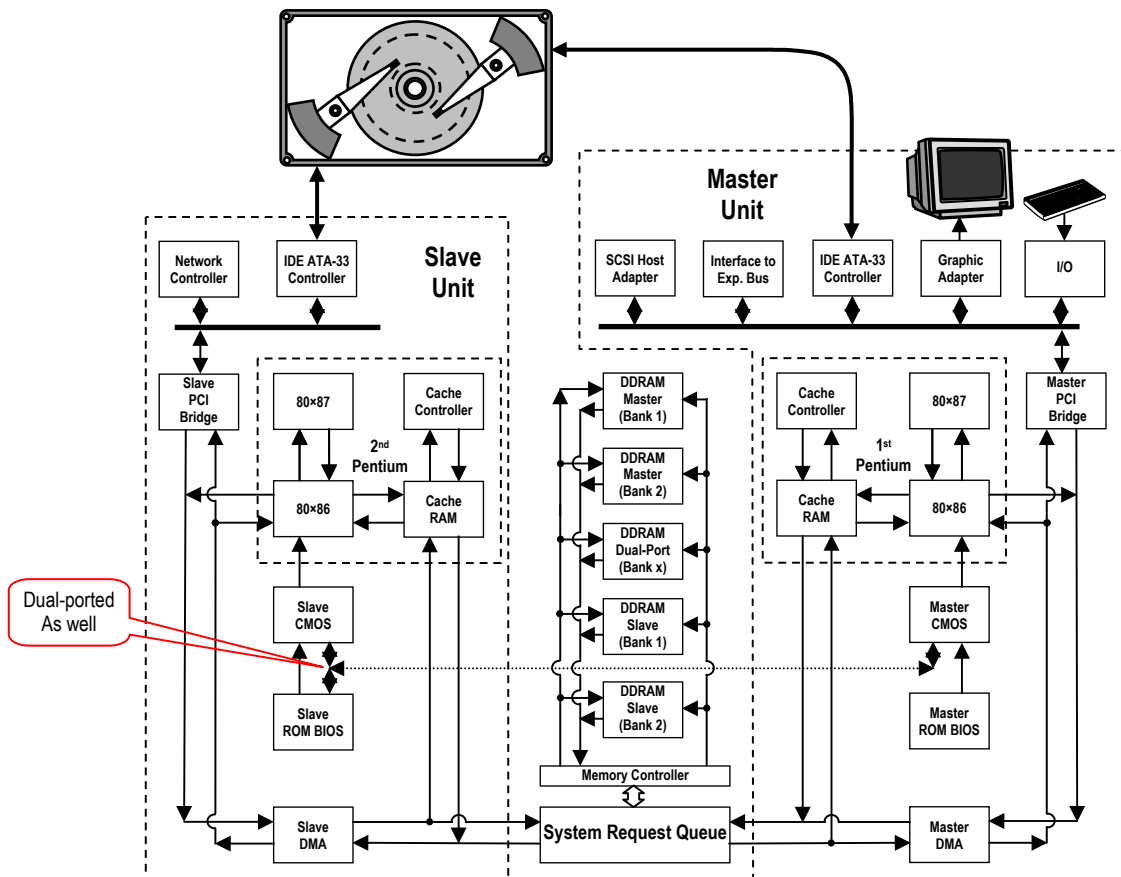 Master
Unit
Slave
Unit
Network
Controller
IDE ATA-33
Controller
SCSI Host
Adapter
Interface to
Exp. Bus
IDE ATA-33
Controller
Graphic
Adapter
I/O
Slave
PCI
Bridge
80×87
Cache
Controller
2nd
Pentium
80×86
Cache
RAM
DDRAM
Master
(Bank 1)
DDRAM
Master
(Bank 2)
DDRAM
Dual-Port
(Bank x)
DDRAM
Slave
(Bank 1)
DDRAM
Slave
(Bank 2)
Cache
Controller
80×87
1st
Pentium
Cache
RAM
80×86
Master
PCI
Bridge
Dual-ported
As well
Slave
CMOS
Slave
ROM BIOS
Master
CMOS
Master
ROM BIOS
Memory Controller
System Request Queue
Slave
DMA
Master
DMA